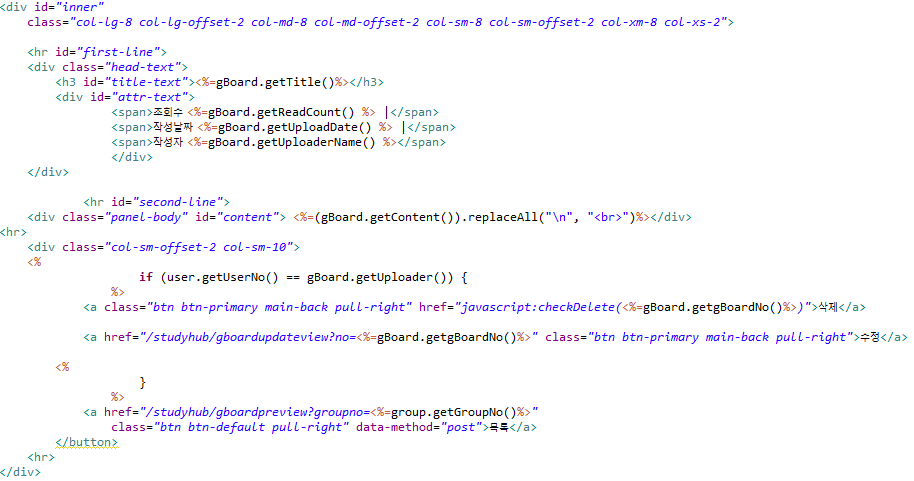 <div id="inner"
class="col-lg-8 col-lg-offset-2 col-md-8 col-md-offset-2 col-sm-8 col-sm-offset-2 col-xm-8 col-xs-2">
<hr id="first-line">
<div class="head-text">
<h3 id="title-text"><%=gBoard.getTitle()%></h3>
<div id="attr-text">
<span>조회수 <%=gBoard.getReadCount() %> |</span>
<span>작성날짜 <%=gBoard.getUploadDate() %> |</span>
<span>작성자 <%=gBoard.getUploaderName() %></span>
</div>
</div>
<hr id="second-line">
<div class="panel-body" id="content"> <%=(gBoard.getContent()).replaceAll("\n", "<br>")%></div>
<hr>
<div class="col-sm-offset-2 col-sm-10">
<%
if (user.getUserNo() == gBoard.getUploader()) {
%>
<a class="btn btn-primary main-back pull-right" href="javascript:checkDelete(<%=gBoard.getgBoardNo()%>)">삭제</a>
<a href="/studyhub/gboardupdateview?no=<%=gBoard.getgBoardNo()%>" class="btn btn-primary main-back pull-right">수정</a>
<%
}
%>
<a href="/studyhub/gboardpreview?groupno=<%=group.getGroupNo()%>"
class="btn btn-default pull-right" data-method="post">목록</a>
</button>
<hr>
</div>